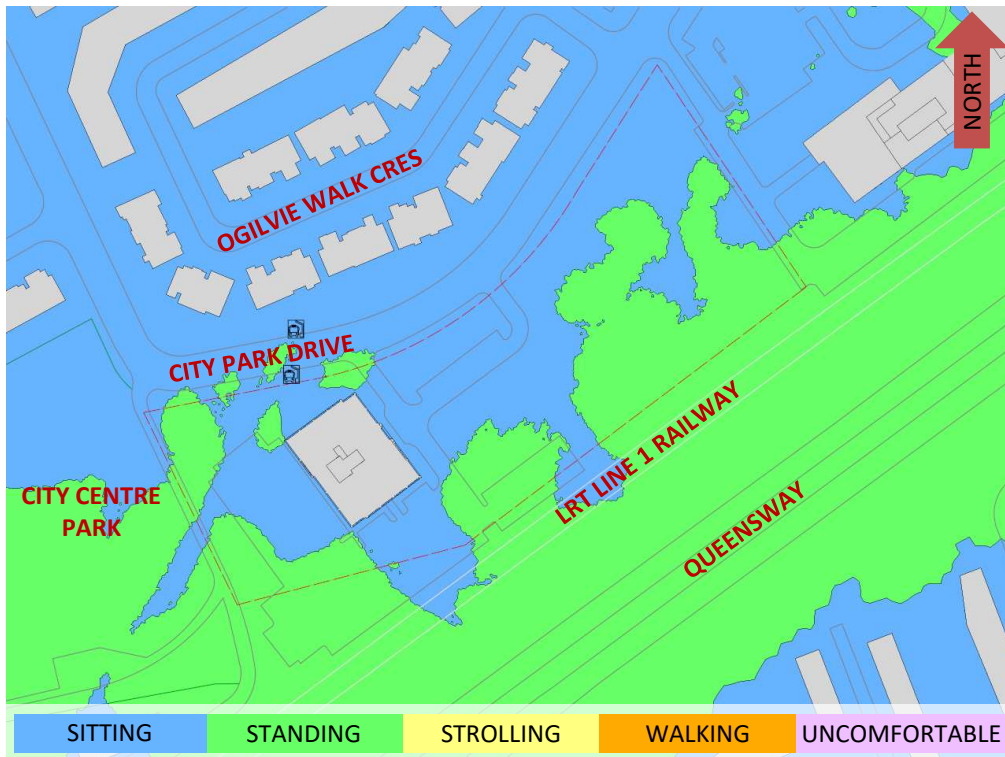 NORTH
OGILVIE WALK CRES
CITY PARK DRIVE
CITY CENTRE
PARK
LRT LINE 1 RAILWAY
QUEENSWAY
SITTING
STANDING
STROLLING
WALKING
UNCOMFORTABLE